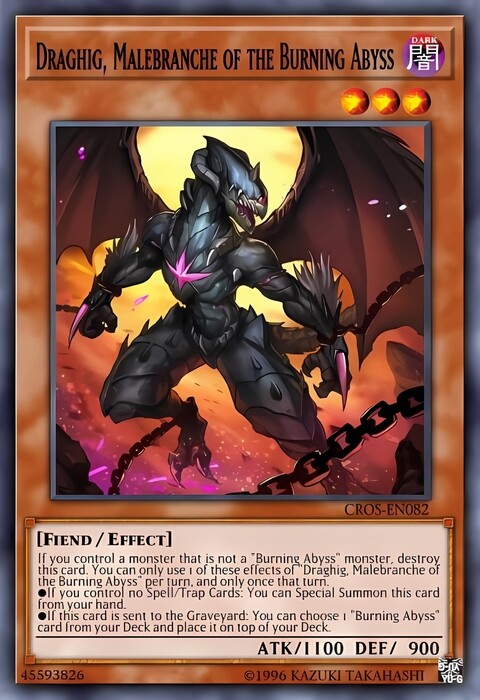 DRAGHIG, MALEBRANCHE OF THE BURNING ABYSS
DARK
闇
CROS-EN082
[FIEND / EFFECT]
If you control a monster that is not a "Burning Abyss" monster, destroy
this card. You can only use 1 of these effects of "Draghig, Malebranche of
the Burning Abyss" per turn, and only once that turn.
●If you control no Spell/Trap Cards: You can Special Summon this card
from your hand.
●If this card is sent to the Graveyard: You can choose 1 "Burning Abyss"
card from your Deck and place it on top of your Deck.
ATK/1100 DEF/ 900
45593826 ©1996 KAZUKI TAKAHASHI